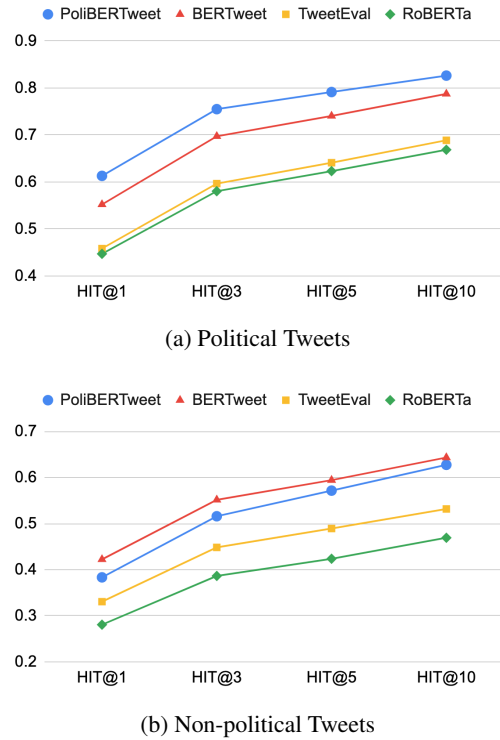 PoliBERTweet BERTweet TweetEval RoBERTa
0.9
0.8
0.7
0.6
0.5
0.4
HIT@1 HIT@3 HIT@5 HIT@10
(a) Political Tweets
PoliBERTweet BERTweet TweetEval RoBERTa
0.7
0.6
0.5
0.4
0.3
0.2
HIT@1 HIT@3 HIT@5 HIT@10
(b) Non-political Tweets